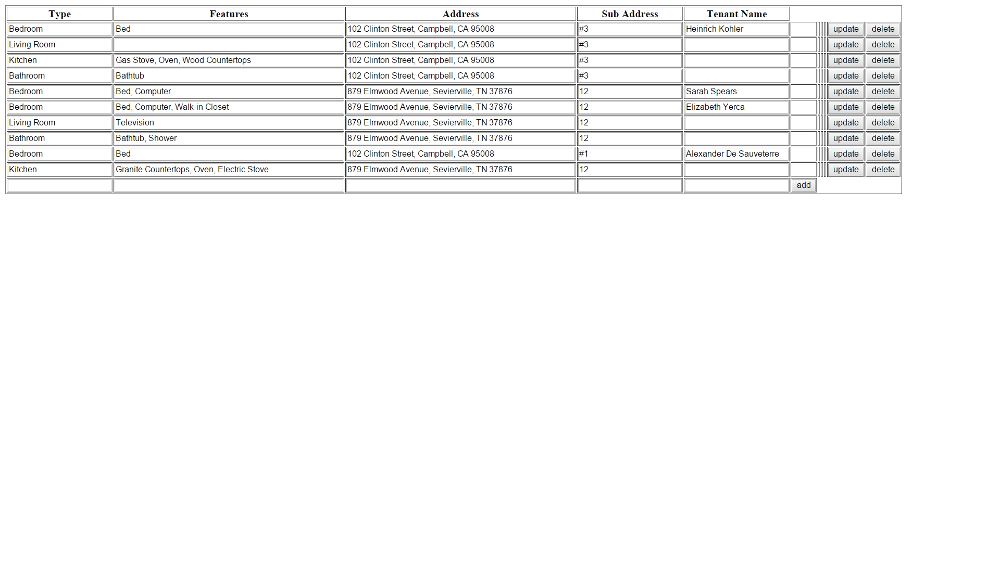 Type Features Address Sub Address Tenant Name
Bedroom Bed 102 Clinton Street, Campbell, CA 95008 #3 Heinrich Kohler update delete
Living Room 102 Clinton Street, Campbell, CA 95008 #3 update delete
Kitchen Gas Stove, Oven, Wood Countertops 102 Clinton Street, Campbell, CA 95008 #3 update delete
Bathroom Bathtub 102 Clinton Street, Campbell, CA 95008 #3 update delete
Bedroom Bed, Computer 879 Elmwood Avenue, Sevierville, TN 37876 12 Sarah Spears update delete
Bedroom Bed, Computer, Walk-in Closet 879 Elmwood Avenue, Sevierville, TN 37876 12 Elizabeth Yerca update delete
Living Room Television 879 Elmwood Avenue, Sevierville, TN 37876 12 update delete
Bathroom Bathtub, Shower 879 Elmwood Avenue, Sevierville, TN 37876 12 update delete
Bedroom Bed 102 Clinton Street, Campbell, CA 95008 #1 Alexander De Sauveterre update delete
Kitchen Granite Countertops, Oven, Electric Stove 879 Elmwood Avenue, Sevierville, TN 37876 12 update delete
add